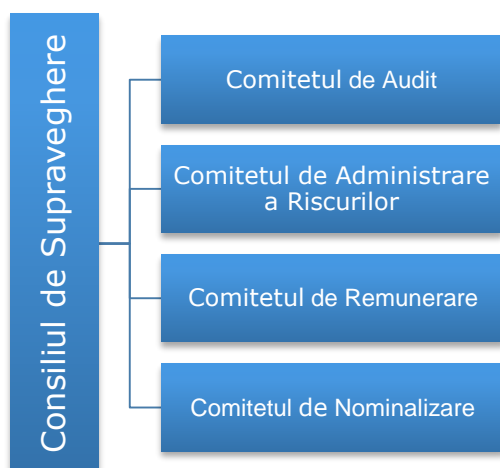 Consiliul de Supraveghere
Comitetul de Audit
Comitetul de Administrare
a Riscurilor
Comitetul de Remunerare
Comitetul de Nominalizare